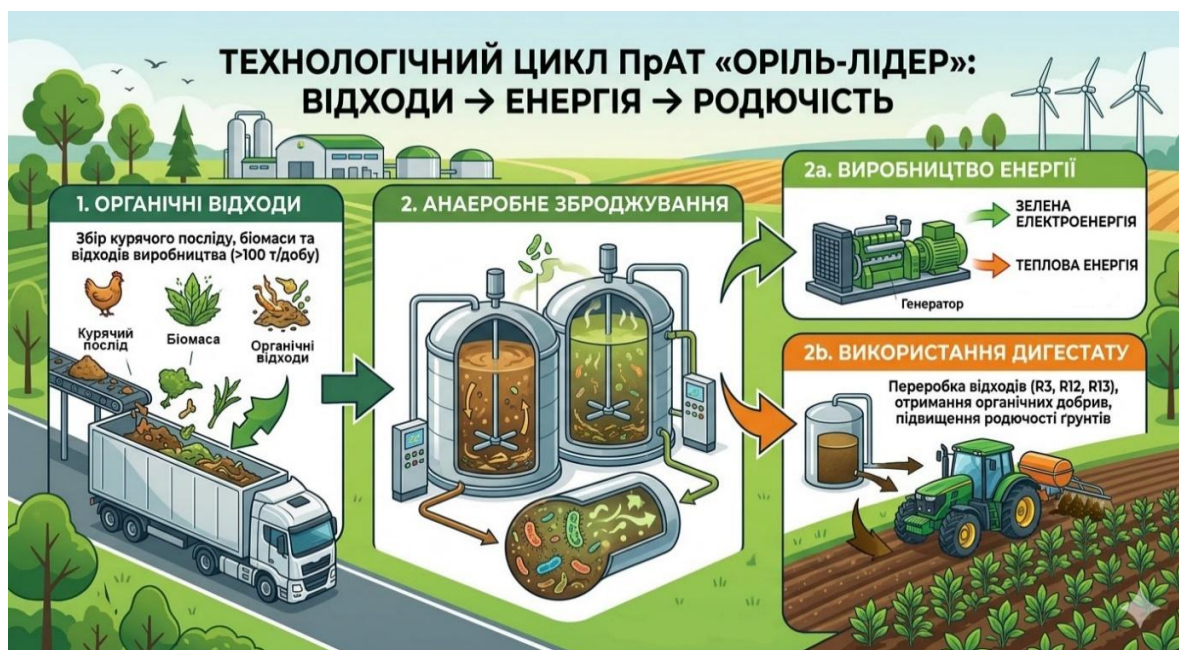 ТЕХНОЛОГІЧНИЙ ЦИКЛ ПрАТ «ОРІЛЬ-ЛІДЕР»:
ВІДХОДИ → ЕНЕРГІЯ → РОДЮЧІСТЬ
1. ОРГАНІЧНІ ВІДХОДИ
Збір курячого посліду, біомаси та
відходів виробництва (>100 т/добу)
Курячий
послід
Біомаса
Органічні
відходи
2. АНАЕРОБНЕ ЗБРОДЖУВАННЯ
2а. ВИРОБНИЦТВО ЕНЕРГІЇ
ЗЕЛЕНА
ЕЛЕКТРОЕНЕРГІЯ
ТЕПЛОВА ЕНЕРГІЯ
Генератор
2b. ВИКОРИСТАННЯ ДИГЕСТАТУ
Переробка відходів (R3, R12, R13),
отримання органічних добрив,
підвищення родючості ґрунтів